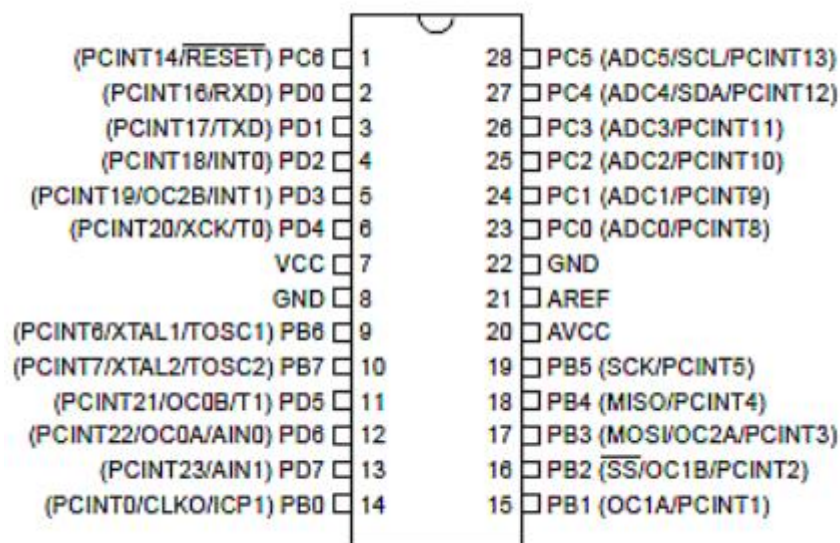 (PCINT14/RESET) PC6 1 28 PC5 (ADC5/SCL/PCINT13)
(PCINT16/RXD) PD0 2 27 PC4 (ADC4/SDA/PCINT12)
(PCINT17/TXD) PD1 3 26 PC3 (ADC3/PCINT11)
(PCINT18/INT0) PD2 4 25 PC2 (ADC2/PCINT10)
(PCINT19/OC2B/INT1) PD3 5 24 PC1 (ADC1/PCINT9)
(PCINT20/XCK/T0) PD4 6 23 PC0 (ADC0/PCINT8)
VCC 7 22 GND
GND 8 21 AREF
(PCINT6/XTAL1/TOSC1) PB6 9 20 AVCC
(PCINT7/XTAL2/TOSC2) PB7 10 19 PB5 (SCK/PCINT5)
(PCINT21/OC0B/T1) PD5 11 18 PB4 (MISO/PCINT4)
(PCINT22/OC0A/AIN0) PD6 12 17 PB3 (MOSI/OC2A/PCINT3)
(PCINT23/AIN1) PD7 13 16 PB2 (SS/OC1B/PCINT2)
(PCINT0/CLKO/ICP1) PB0 14 15 PB1 (OC1A/PCINT1)